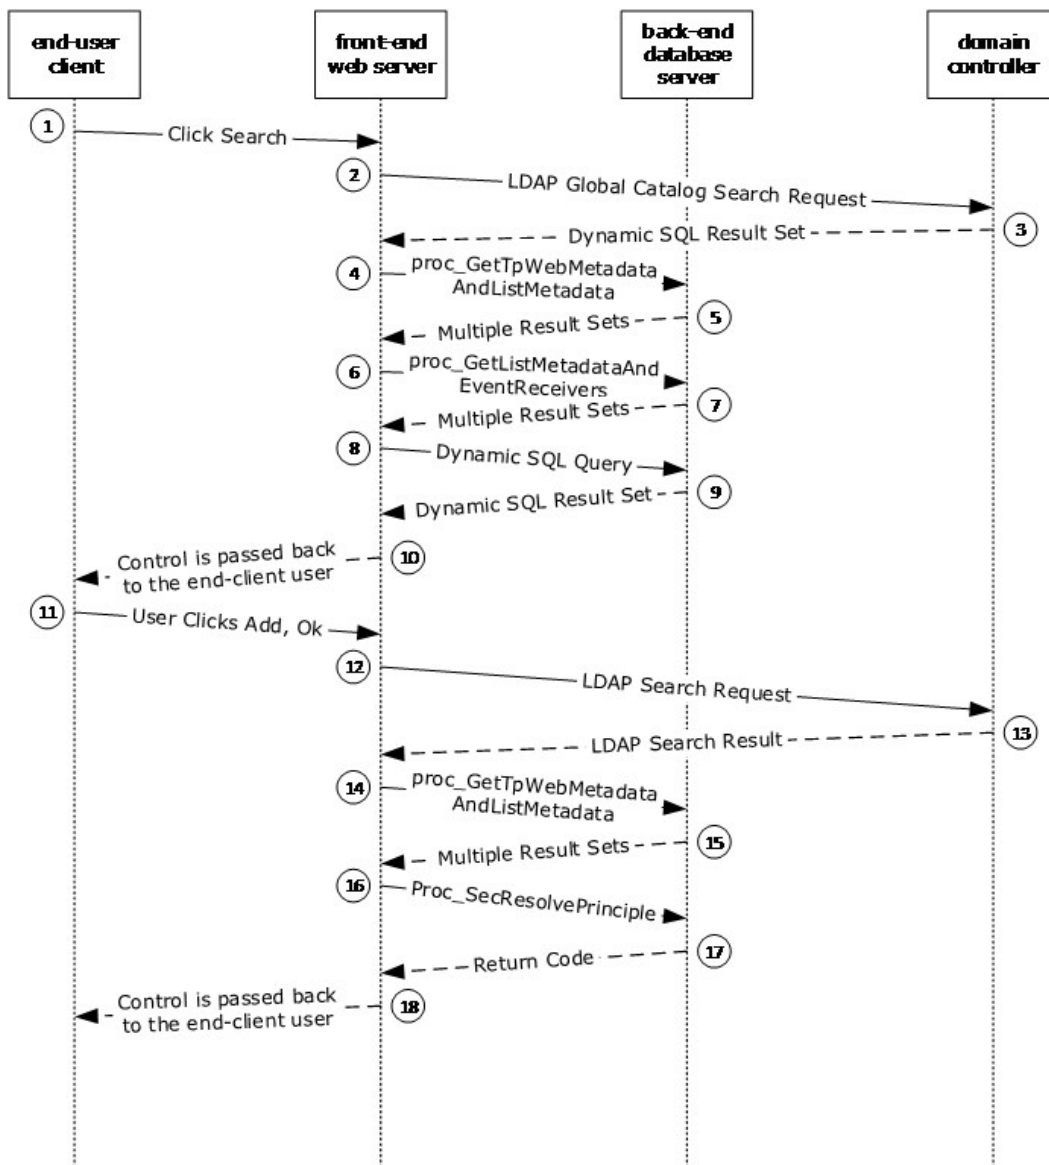 end-user
client
front-end
web server
back-end
database
server
domain
controller
1
Click Search
2
LDAP Global Catalog Search Request
3
Dynamic SQL Result Set
4
proc_GetTpWebMetadata
AndListMetadata
5
Multiple Result Sets
6
proc_GetListMetadataAnd
EventReceivers
7
Multiple Result Sets
8
Dynamic SQL Query
9
Dynamic SQL Result Set
10
Control is passed back
to the end-client user
11
User Clicks Add, Ok
12
LDAP Search Request
13
LDAP Search Result
14
proc_GetTpWebMetadata
AndListMetadata
15
Multiple Result Sets
16
Proc_SecResolvePrinciple
17
Return Code
18
Control is passed back
to the end-client user